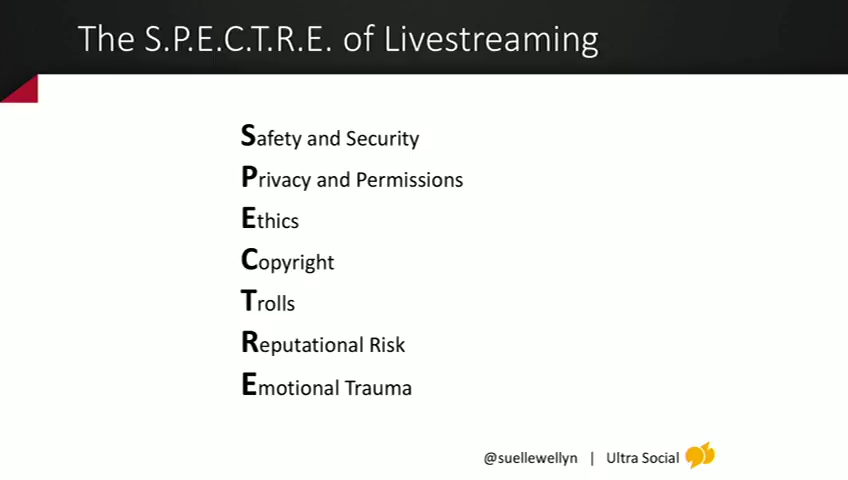 The S.P.E.C.T.R.E. of Livestreaming
Safety and Security
Privacy and Permissions
Ethics
Copyright
Trolls
Reputational Risk
Emotional Trauma
@suellewellyn | Ultra Social